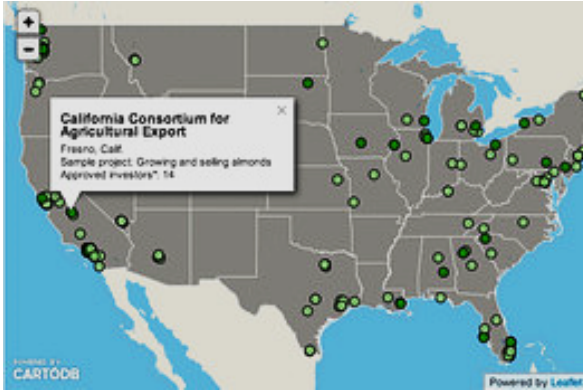 +
−
×
California Consortium for
Agricultural Export
Fresno, Calif.
Sample project: Growing and selling almonds
Approved investors*: 14
POWERED BY
CARTODB
Powered by Leaflet